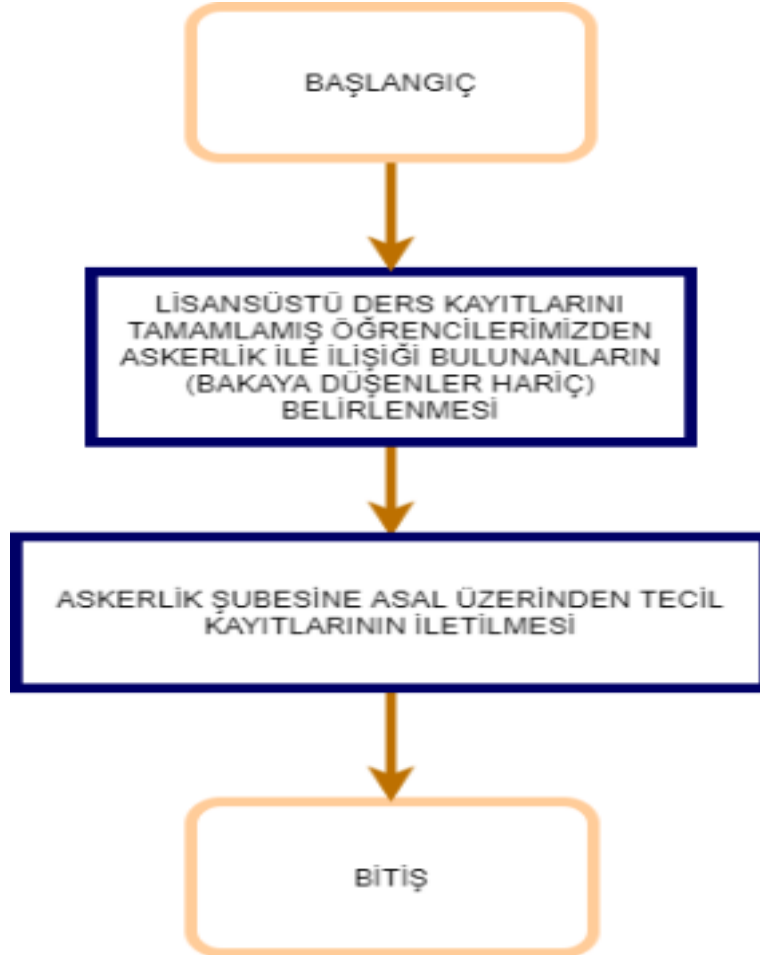 BAŞLANGIÇ
LİSANSÜSTÜ DERS KAYITLARINI
TAMAMLAMIŞ ÖĞRENCİLERİMİZDEN
ASKERLİK İLE İLİŞİĞİ BULUNANLARIN
(BAKAYA DÜŞENLER HARİÇ)
BELİRLENMESİ
ASKERLİK ŞUBESİNE ASAL ÜZERİNDEN TECİL
KAYITLARININ İLETİLMESİ
BİTİŞ